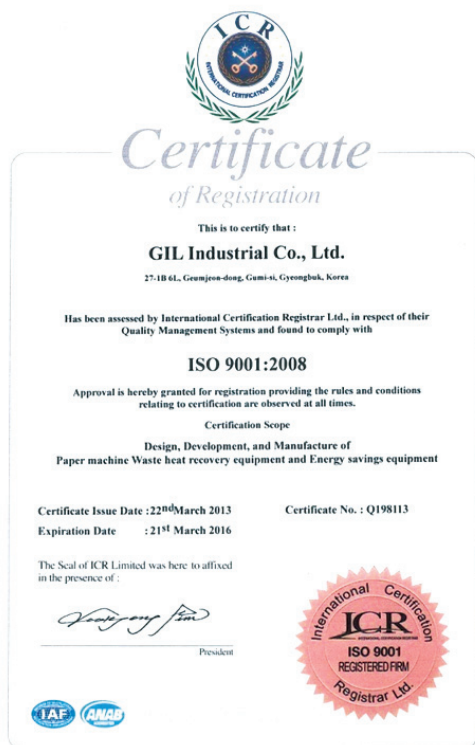 ICR
INTERNATIONAL CERTIFICATION REGISTRAR
Certificate
of Registration
This is to certify that :
GIL Industrial Co., Ltd.
27-1B 6L, Geumjeon-dong, Gumi-si, Gyeongbuk, Korea
Has been assessed by International Certification Registrar Ltd., in respect of their
Quality Management Systems and found to comply with
ISO 9001:2008
Approval is hereby granted for registration providing the rules and conditions
relating to certification are observed at all times.
Certification Scope
Design, Development, and Manufacture of
Paper machine Waste heat recovery equipment and Energy savings equipment
Certificate Issue Date :22nd March 2013 Certificate No. : Q198113
Expiration Date : 21st March 2016
The Seal of ICR Limited was here to affixed
in the presence of :
President
International Certification
ICR
ISO 9001
REGISTERED FIRM
Registrar Ltd.
IAF
ANAB